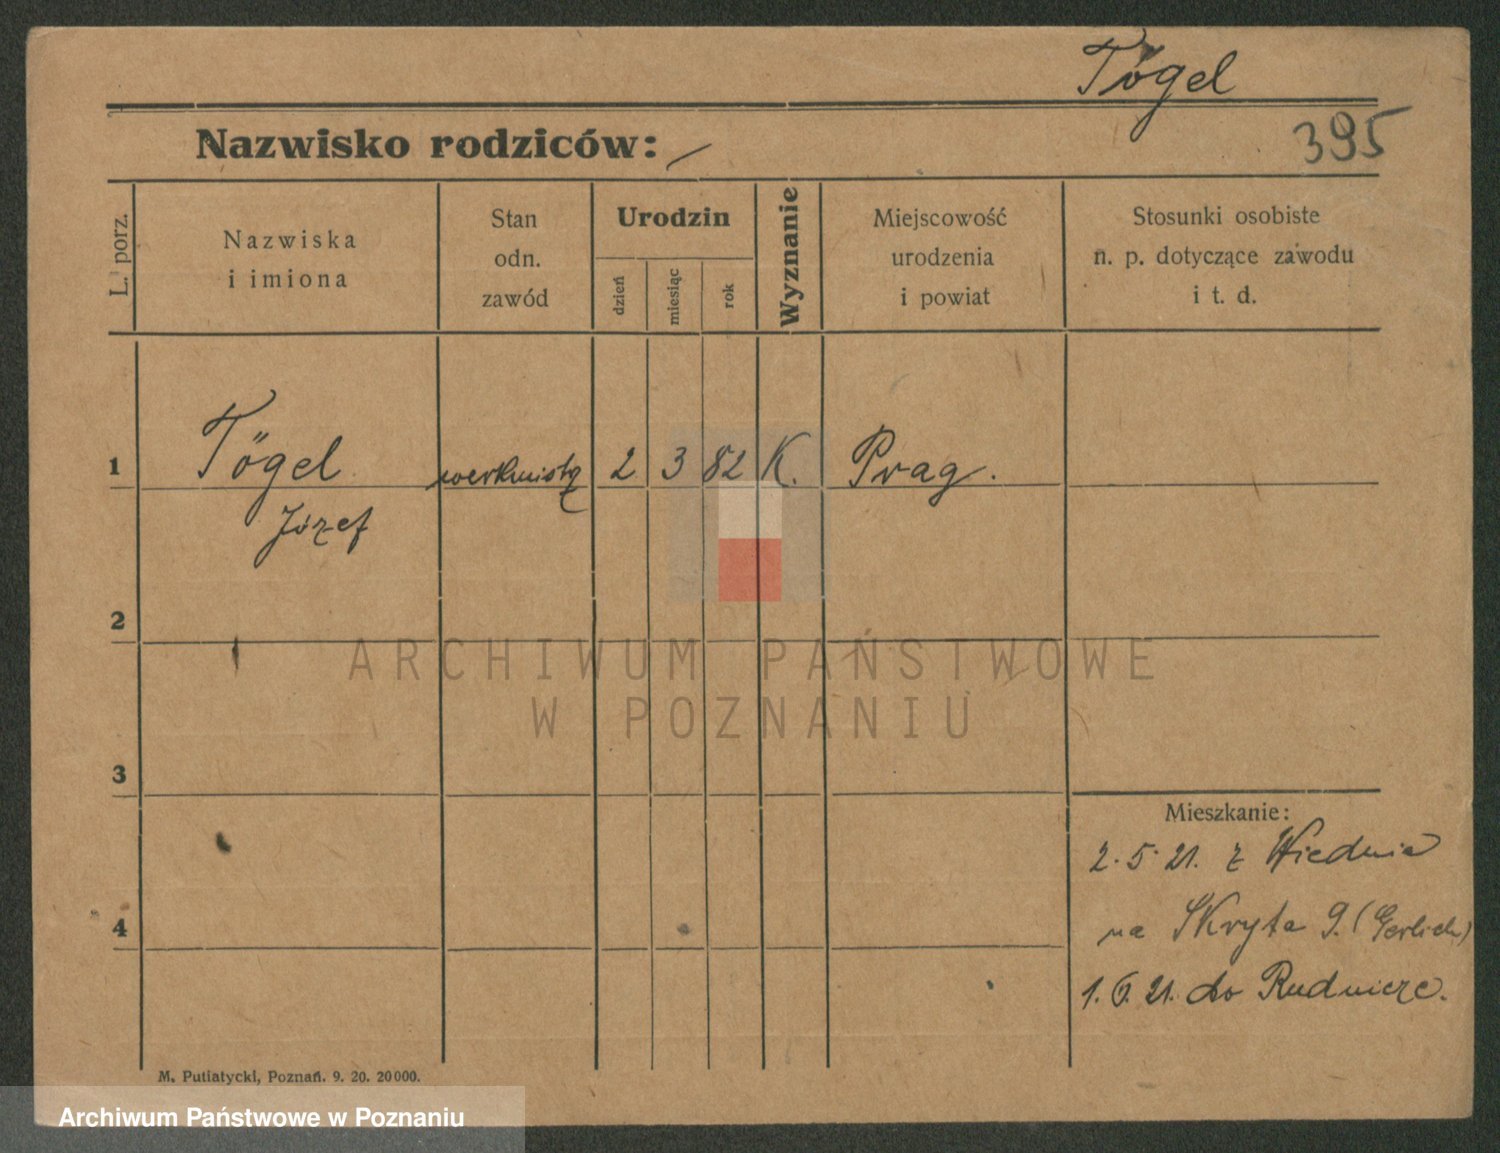 Tögel
Nazwisko rodziców: /
395
L. porz.
Nazwiska
i imiona
Stan
odn.
zawód
Urodzin
dzień
miesiąc
rok
Wyznanie
Miejscowość
urodzenia
i powiat
Stosunki osobiste
n. p. dotyczące zawodu
i t. d.
1 Tögel werkmistrz 2 3 82 K. Prag.
Józef
2
3
4
Mieszkanie:
2.5.21. z Wiednia
na Skryta 9. (Gerlich)
1.6.21. do Rudnicze.
M. Putiatycki, Poznań. 9. 20. 20000.
ARCHIWUM PAŃSTWOWE
W POZNANIU
Archiwum Państwowe w Poznaniu